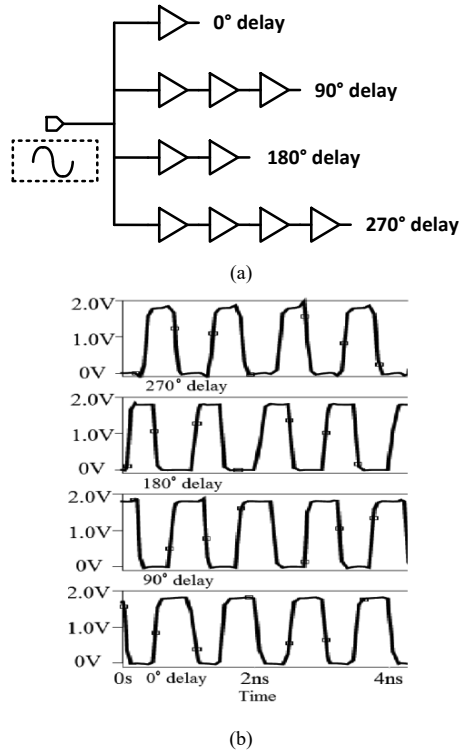 0° delay
90° delay
180° delay
270° delay
(a)
2.0V
1.0V
0V
270° delay
2.0V
1.0V
0V
180° delay
2.0V
1.0V
0V
90° delay
2.0V
1.0V
0V
0s 0° delay 2ns 4ns
Time
(b)